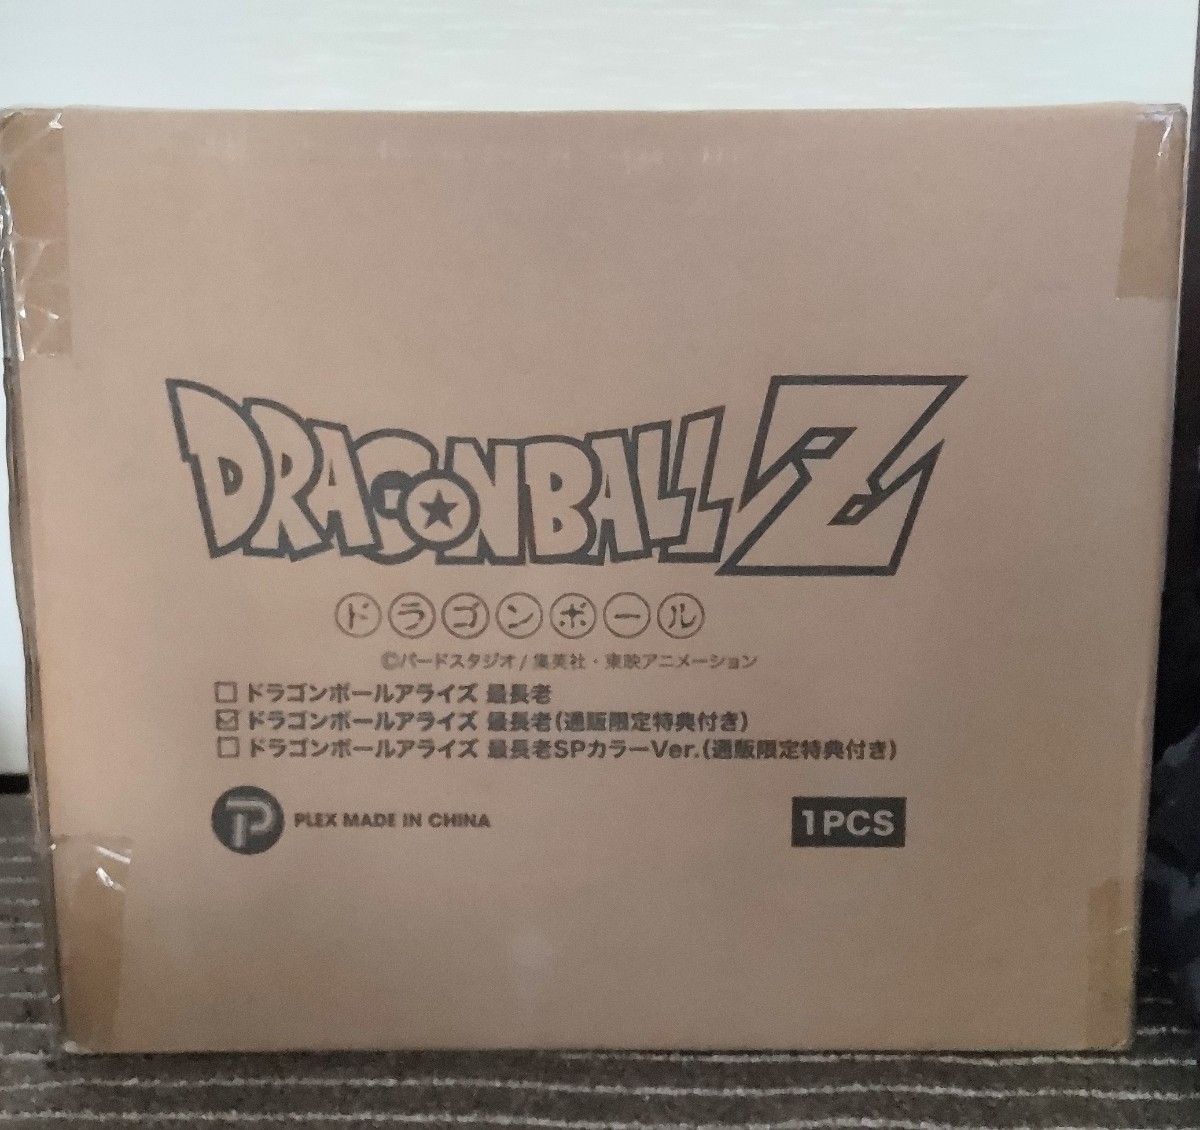 DRAGONBALL Z
ドラゴンボール
©バードスタジオ/集英社・東映アニメーション
☐ ドラゴンボールアライズ 最長老
☑ ドラゴンボールアライズ 最長老(通販限定特典付き)
☐ ドラゴンボールアライズ 最長老SPカラーVer.(通販限定特典付き)
PLEX MADE IN CHINA
1PCS